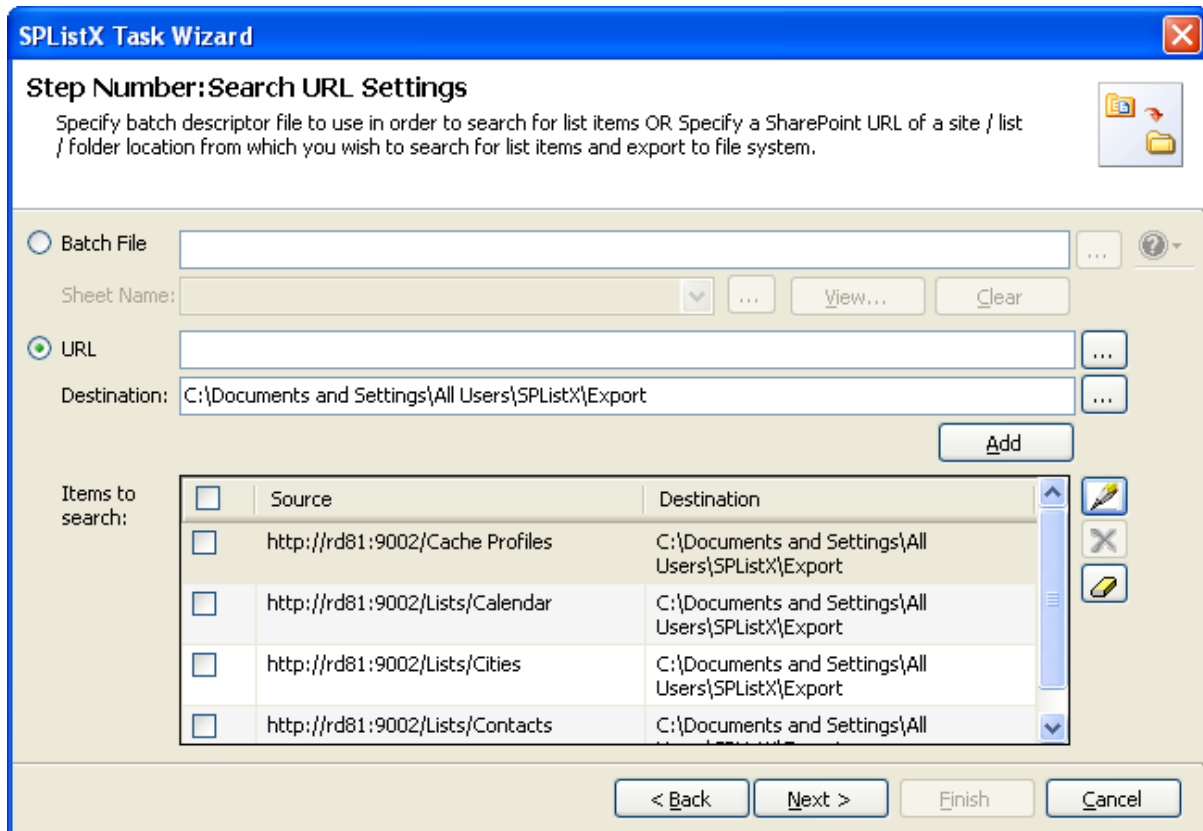 SPListX Task Wizard
Step Number:Search URL Settings
Specify batch descriptor file to use in order to search for list items OR Specify a SharePoint URL of a site / list
/ folder location from which you wish to search for list items and export to file system.
Batch File
...
Sheet Name:
... View... Clear
URL
...
Destination: C:\Documents and Settings\All Users\SPListX\Export
...
Add
Items to
search:
Source Destination
http://rd81:9002/Cache Profiles C:\Documents and Settings\All
Users\SPListX\Export
http://rd81:9002/Lists/Calendar C:\Documents and Settings\All
Users\SPListX\Export
http://rd81:9002/Lists/Cities C:\Documents and Settings\All
Users\SPListX\Export
http://rd81:9002/Lists/Contacts C:\Documents and Settings\All
< Back Next > Finish Cancel